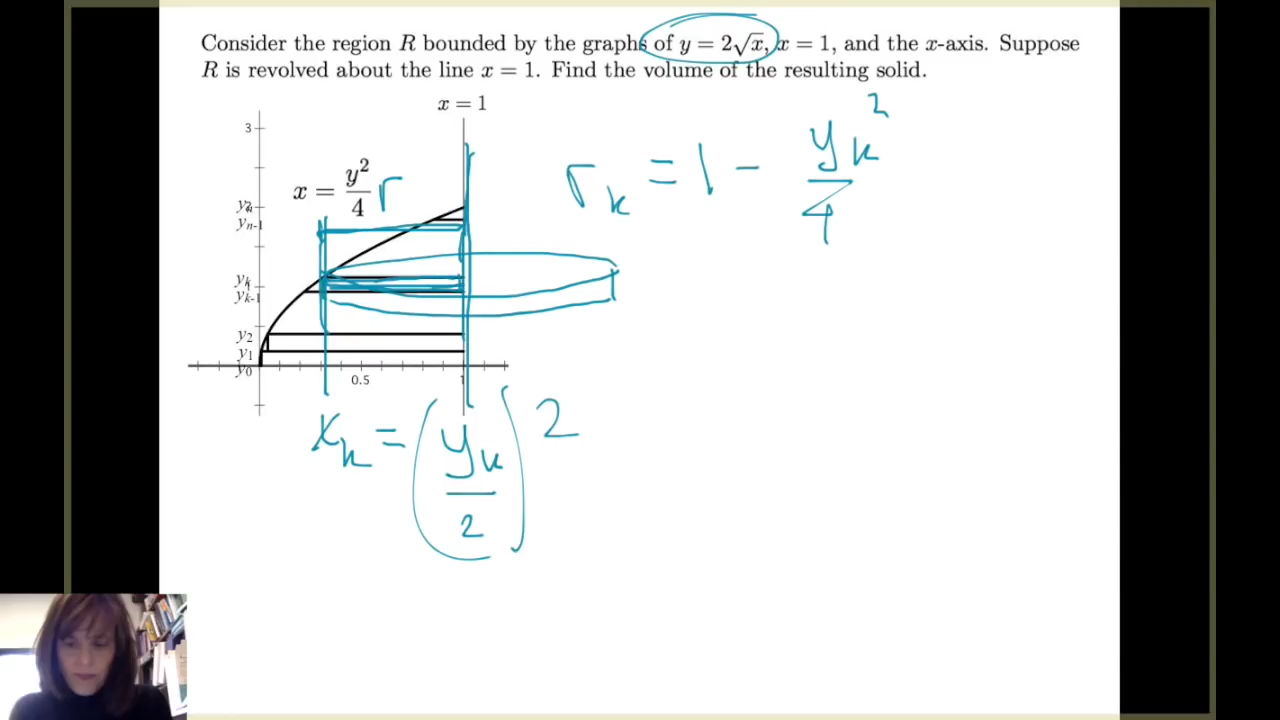 Consider the region R bounded by the graphs of y = 2√x, x = 1, and the x-axis. Suppose
R is revolved about the line x = 1. Find the volume of the resulting solid.
x = 1
3
x = y²/4
r
r_k = 1 - y_k²/4
y_n
y_{n-1}
y_k
y_{k-1}
y_2
y_1
y_0
0.5
1
x_k = (y_k/2)²